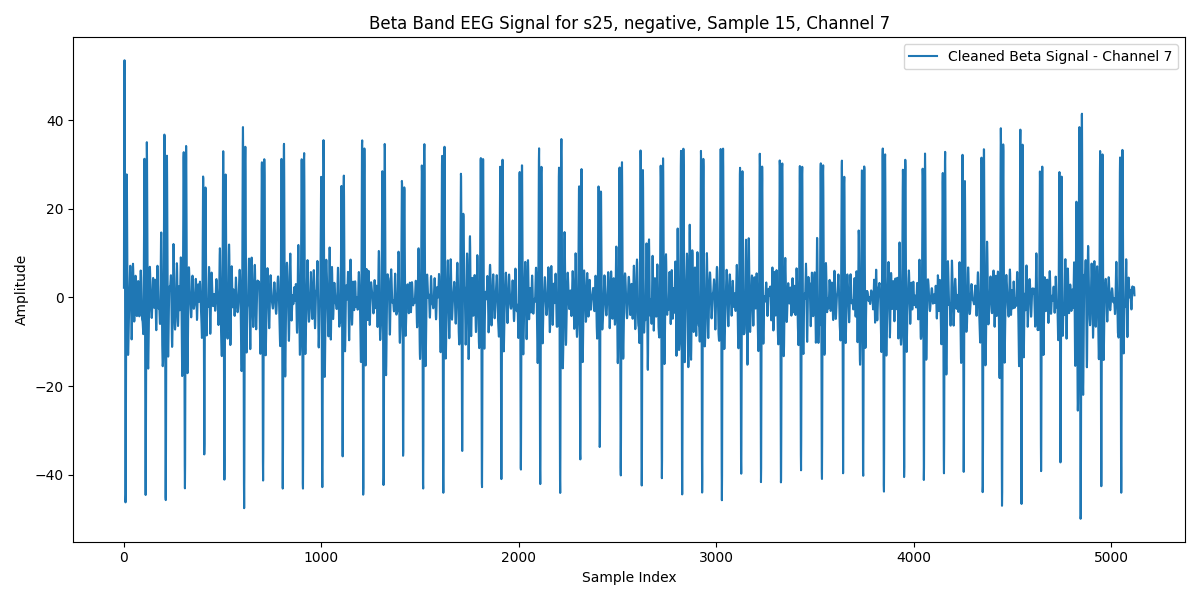 Beta Band EEG Signal for s25, negative, Sample 15, Channel 7
Cleaned Beta Signal - Channel 7
Amplitude
40
20
0
−20
−40
0 1000 2000 3000 4000 5000
Sample Index